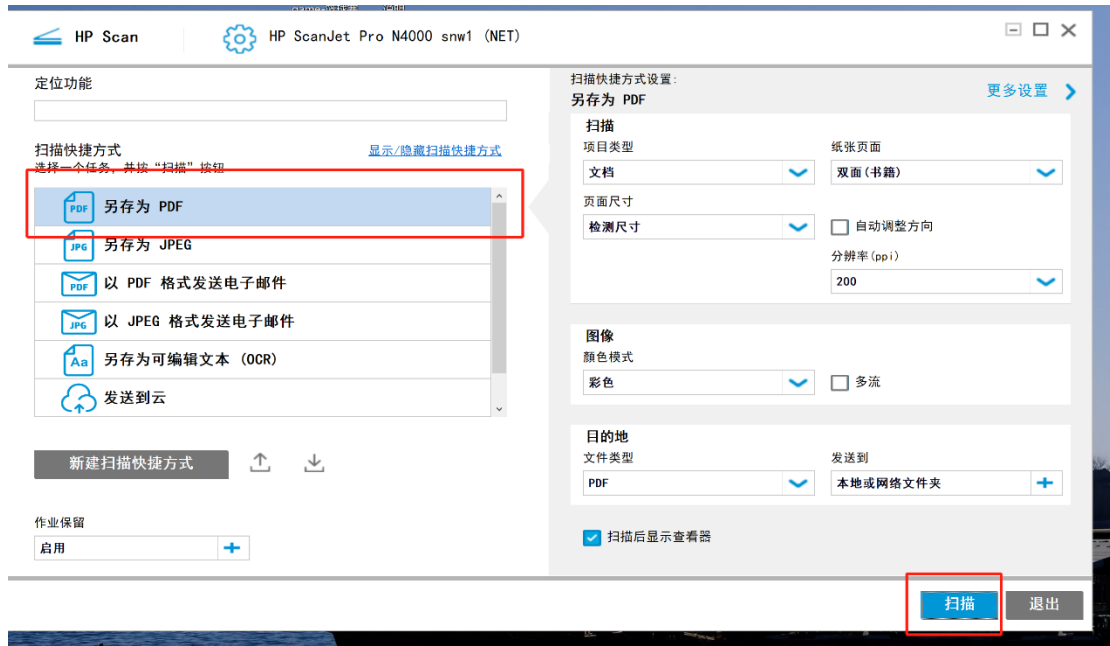 HP Scan
HP ScanJet Pro N4000 snw1 (NET)
定位功能
扫描快捷方式
显示/隐藏扫描快捷方式
选择一个任务，并按“扫描”按钮
PDF 另存为 PDF
JPG 另存为 JPEG
PDF 以 PDF 格式发送电子邮件
JPG 以 JPEG 格式发送电子邮件
Aa 另存为可编辑文本 (OCR)
发送到云
新建扫描快捷方式
作业保留
启用
扫描快捷方式设置:
另存为 PDF
更多设置
扫描
项目类型
纸张页面
文档
双面(书籍)
页面尺寸
检测尺寸
自动调整方向
分辨率(ppi)
200
图像
颜色模式
彩色
多流
目的地
文件类型
发送到
PDF
本地或网络文件夹
扫描后显示查看器
扫描
退出